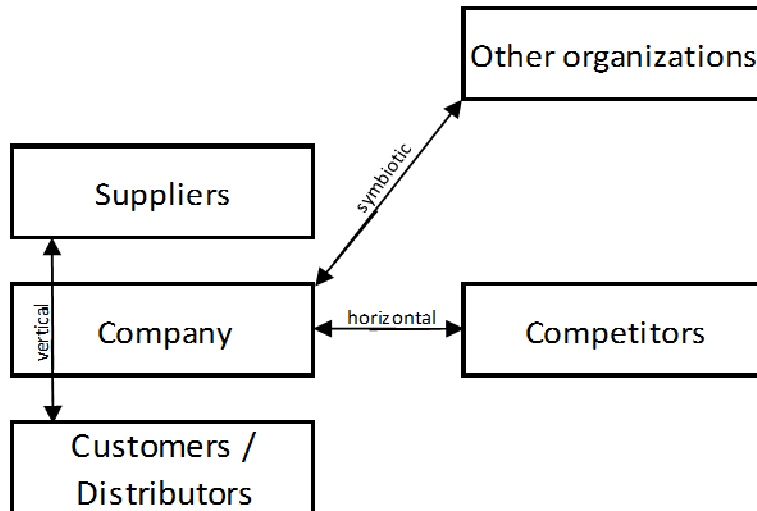 Other organizations
symbiotic
Suppliers
vertical
Company
horizontal
Competitors
Customers /
Distributors